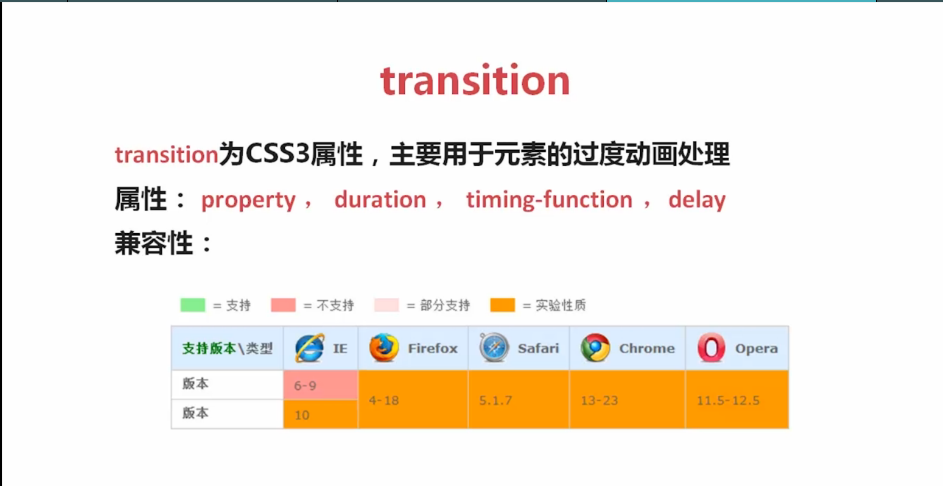 transition
transition为CSS3属性，主要用于元素的过度动画处理
属性： property ， duration ， timing-function ， delay
兼容性：
= 支持 = 不支持 = 部分支持 = 实验性质
支持版本\类型 IE Firefox Safari Chrome Opera
版本 6-9
4-18 5.1.7 13-23 11.5-12.5
版本 10